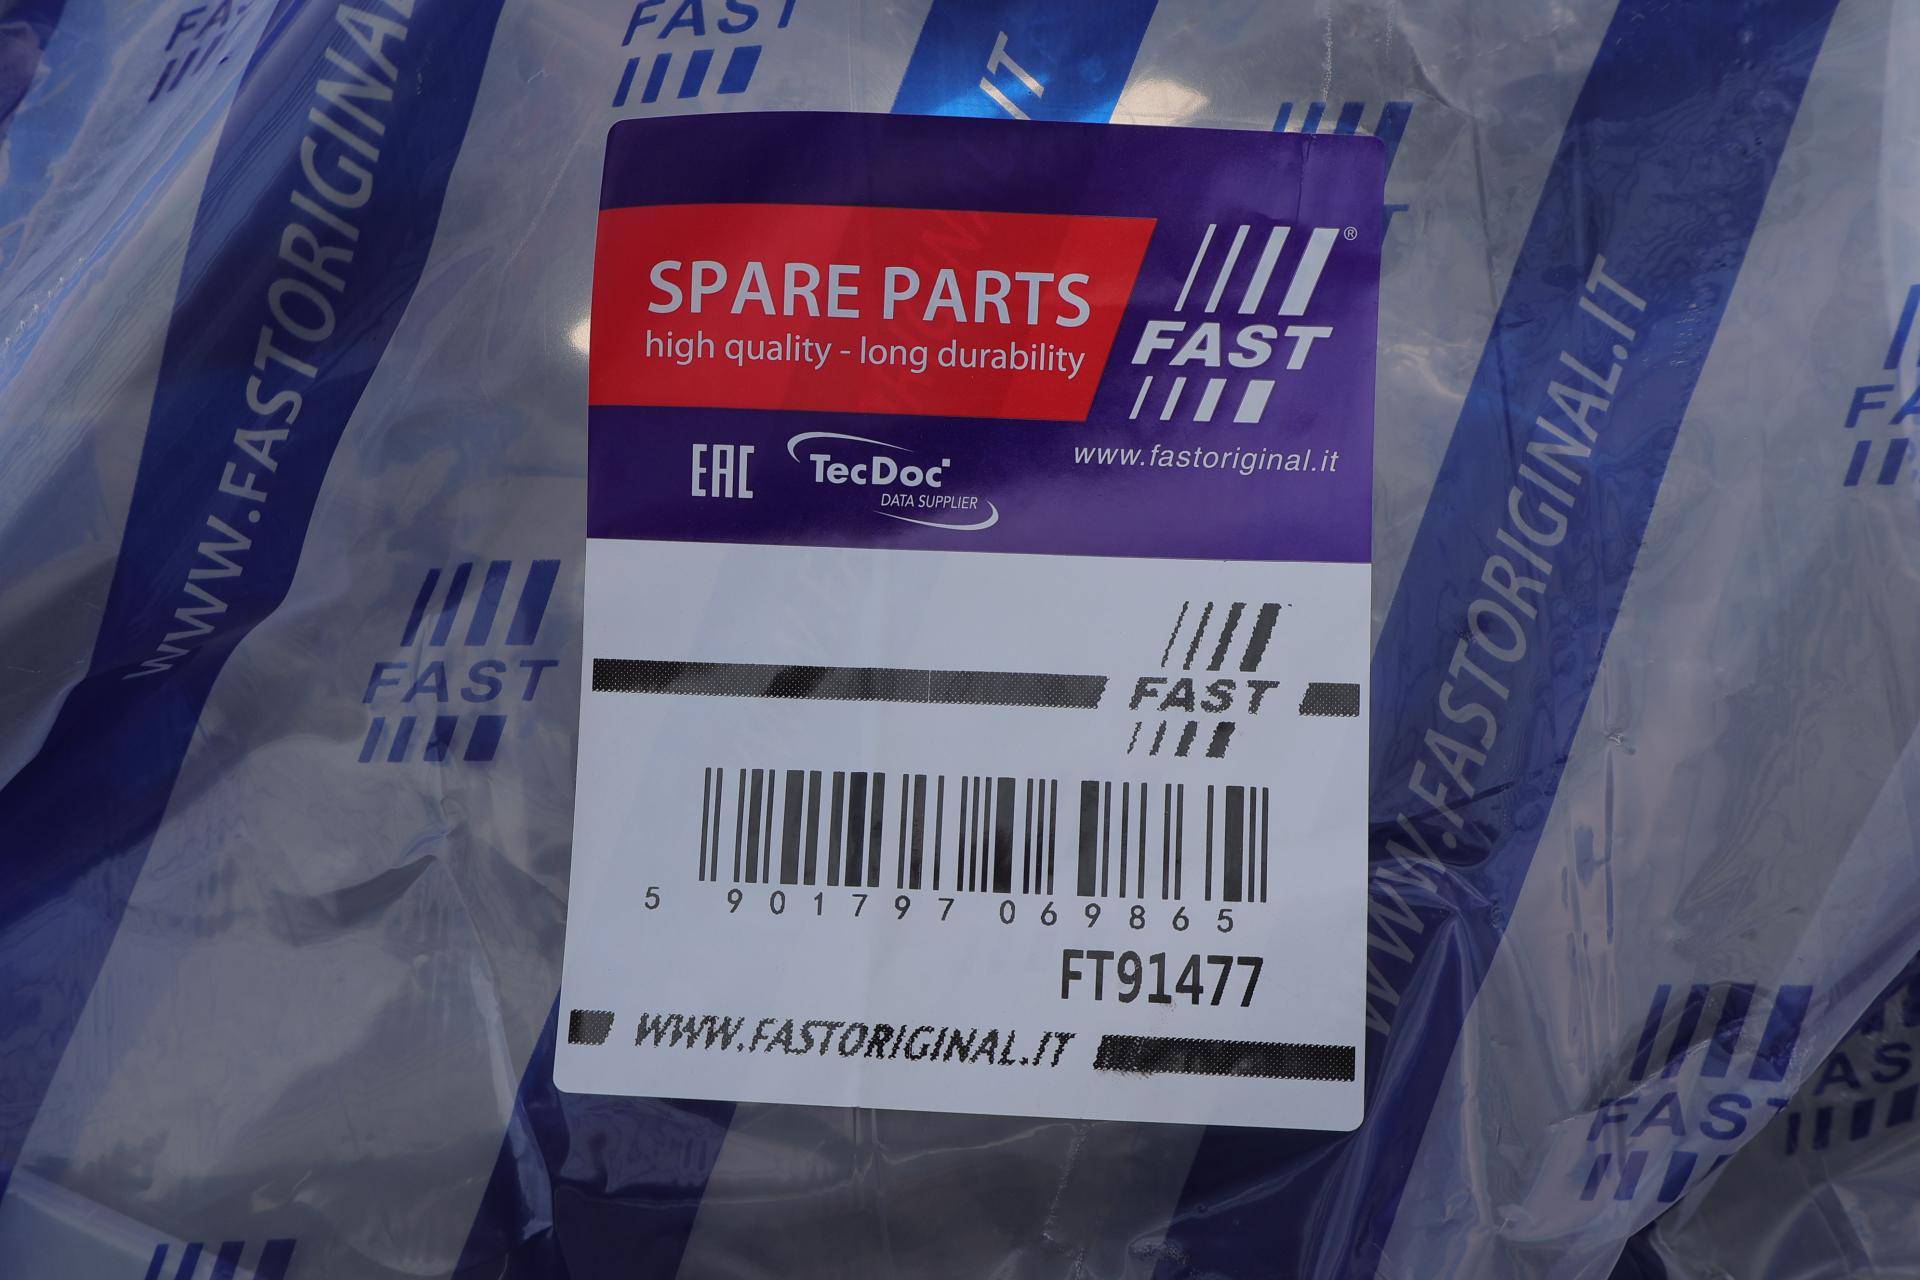 FAST
FAST
IT
WWW.FASTORIGINAL
SPARE PARTS
high quality - long durability
FAST
®
www.fastoriginal.it
EAC
TecDoc
DATA SUPPLIER
WWW.FASTORIGINAL.IT
FAST
FAST
5 901797 069865
FT91477
WWW.FASTORIGINAL.IT
FAST